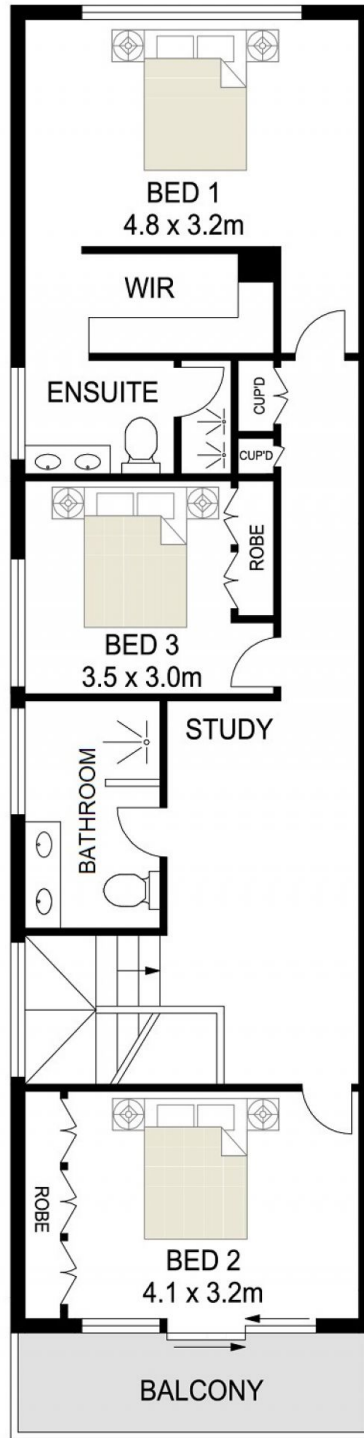 BED 1
4.8 x 3.2m
WIR
ENSUITE
CUP'D
CUP'D
ROBE
BED 3
3.5 x 3.0m
STUDY
BATHROOM
ROBE
BED 2
4.1 x 3.2m
BALCONY